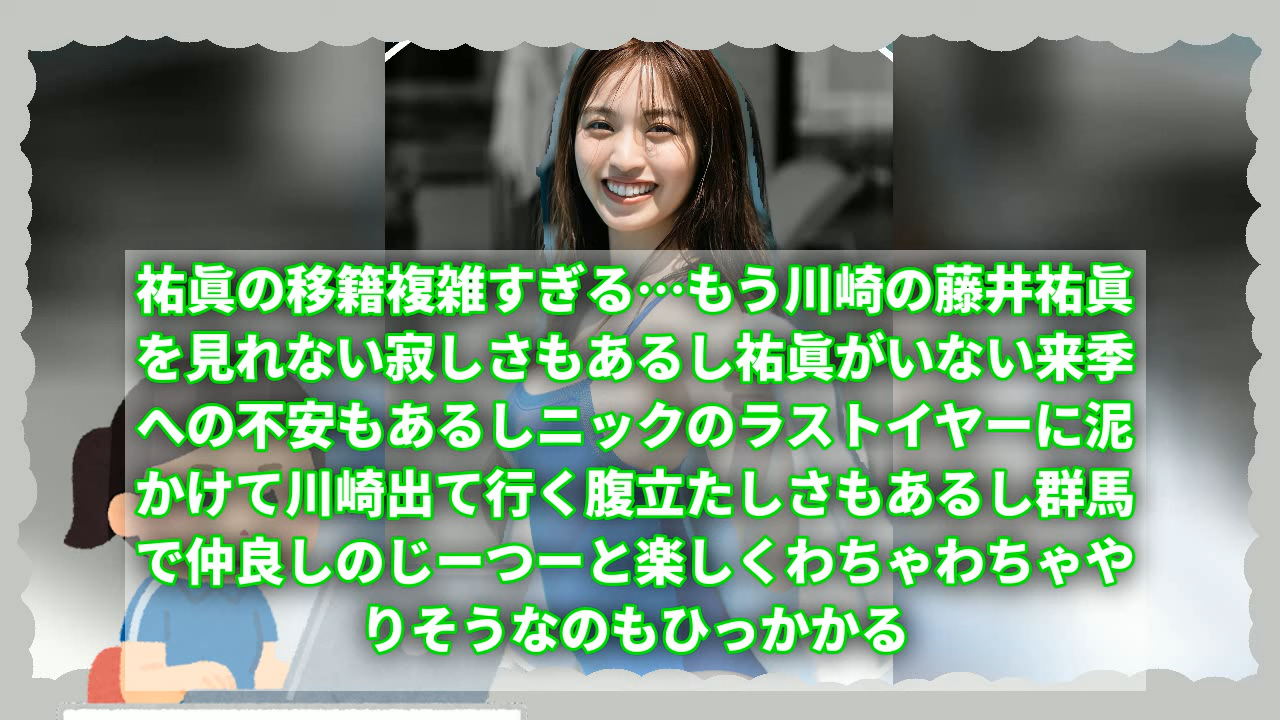 祐眞の移籍複雑すぎる…もう川崎の藤井祐眞
を見れない寂しさもあるし祐眞がいない来季
への不安もあるしニックのラストイヤーに泥
かけて川崎出て行く腹立たしさもあるし群馬
で仲良しのじーつーと楽しくわちゃわちゃや
りそうなのもひっかかる